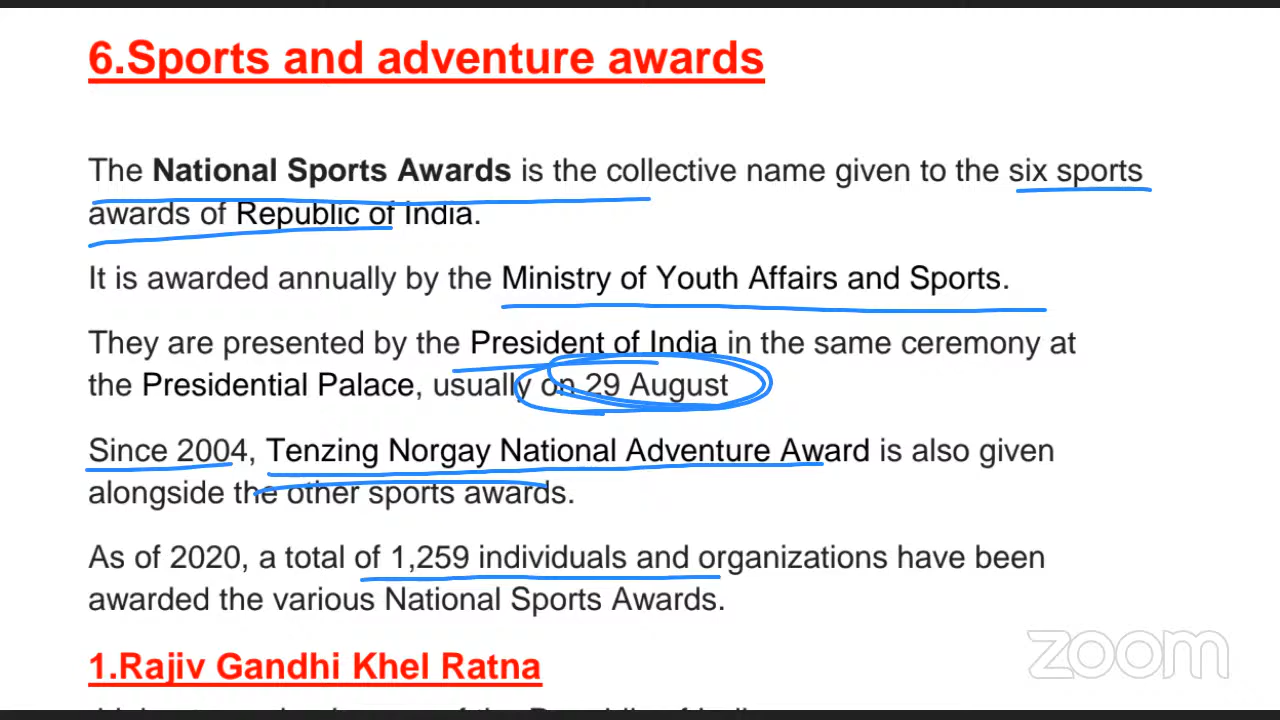 6.Sports and adventure awards
The National Sports Awards is the collective name given to the six sports
awards of Republic of India.
It is awarded annually by the Ministry of Youth Affairs and Sports.
They are presented by the President of India in the same ceremony at
the Presidential Palace, usually on 29 August
Since 2004, Tenzing Norgay National Adventure Award is also given
alongside the other sports awards.
As of 2020, a total of 1,259 individuals and organizations have been
awarded the various National Sports Awards.
zoom
1.Rajiv Gandhi Khel Ratna